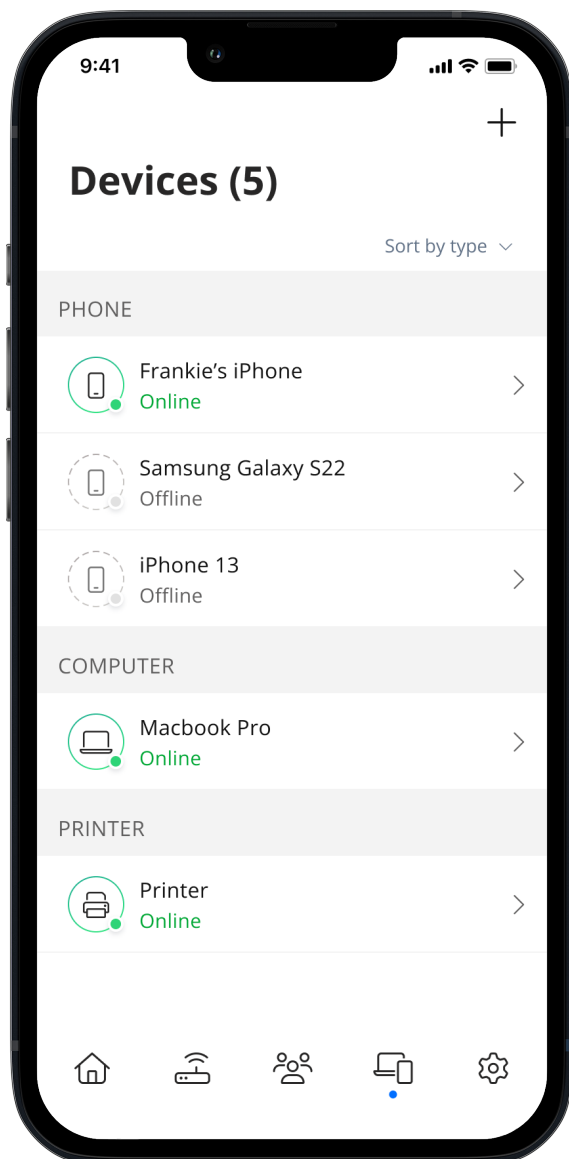 9:41
Devices (5)
Sort by type
PHONE
Frankie’s iPhone
Online
Samsung Galaxy S22
Offline
iPhone 13
Offline
COMPUTER
Macbook Pro
Online
PRINTER
Printer
Online